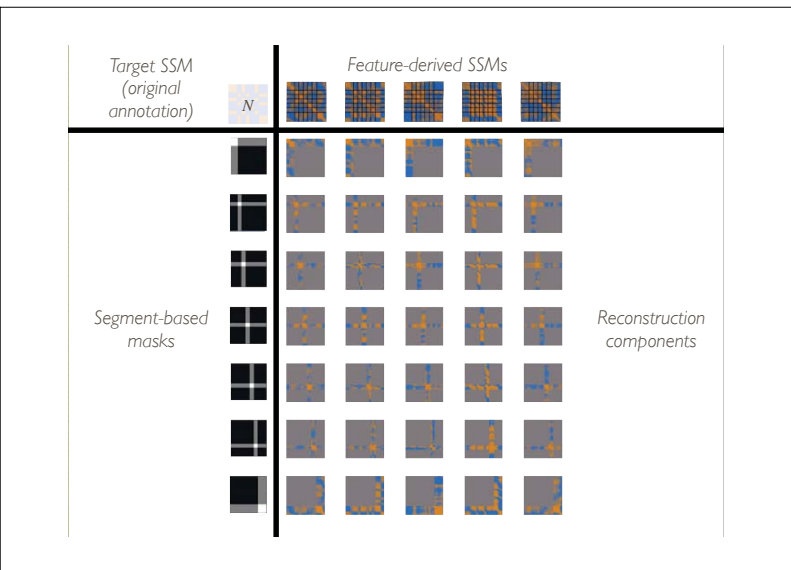 Target SSM
(original
annotation)
N
Feature-derived SSMs
Segment-based
masks
Reconstruction
components